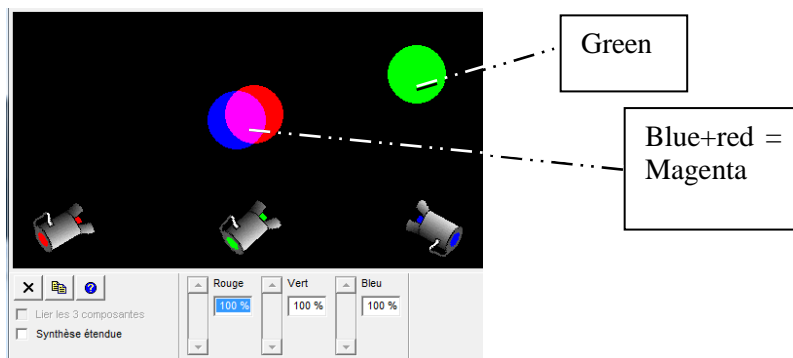 Green
Blue+red =
Magenta
Rouge
Vert
Bleu
100 %
100 %
100 %
Lier les 3 composantes
Synthèse étendue